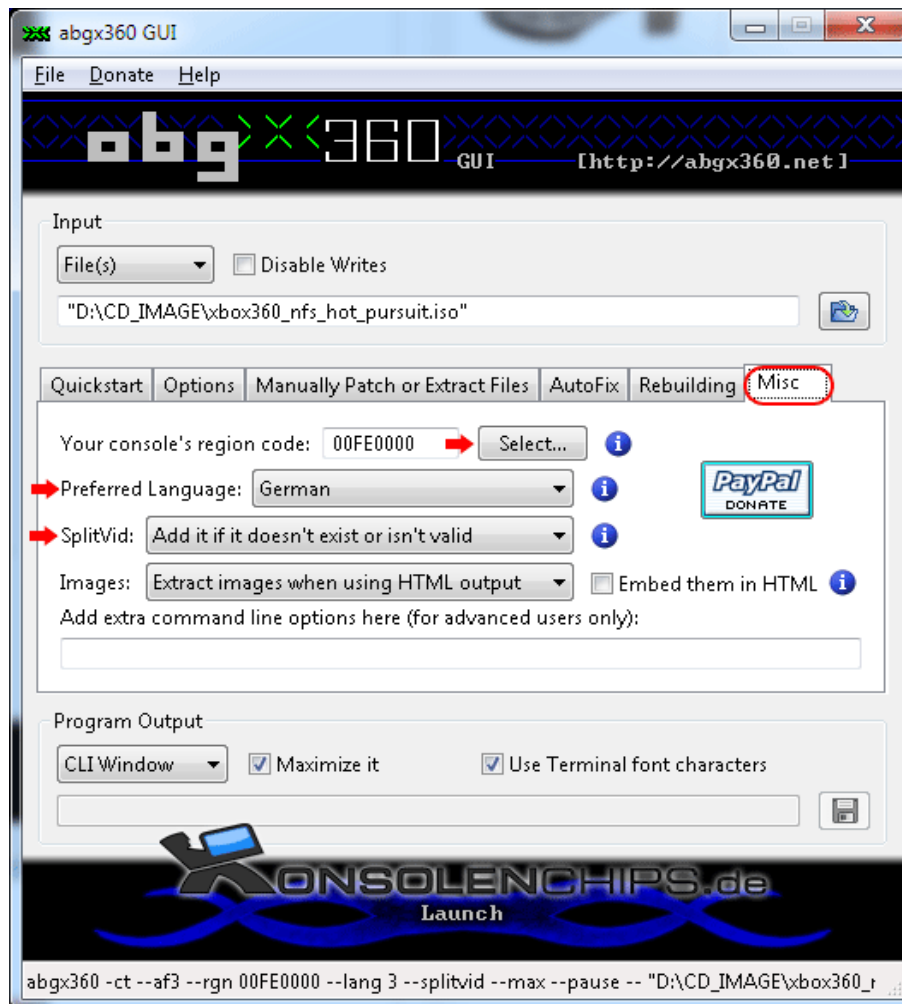 abgx360 GUI
File Donate Help
abgx360 GUI [http://abgx360.net]
Input
File(s) Disable Writes
"D:\CD_IMAGE\xbox360_nfs_hot_pursuit.iso"
Quickstart Options Manually Patch or Extract Files AutoFix Rebuilding Misc
Your console's region code: 00FE0000 Select...
Preferred Language: German
PayPal
DONATE
SplitVid: Add it if it doesn't exist or isn't valid
Images: Extract images when using HTML output Embed them in HTML
Add extra command line options here (for advanced users only):
Program Output
CLI Window Maximize it Use Terminal font characters
XONSOLENCHIPS.de
Launch
abgx360 -ct --af3 --rgn 00FE0000 --lang 3 --splitvid --max --pause -- "D:\CD_IMAGE\xbox360_r